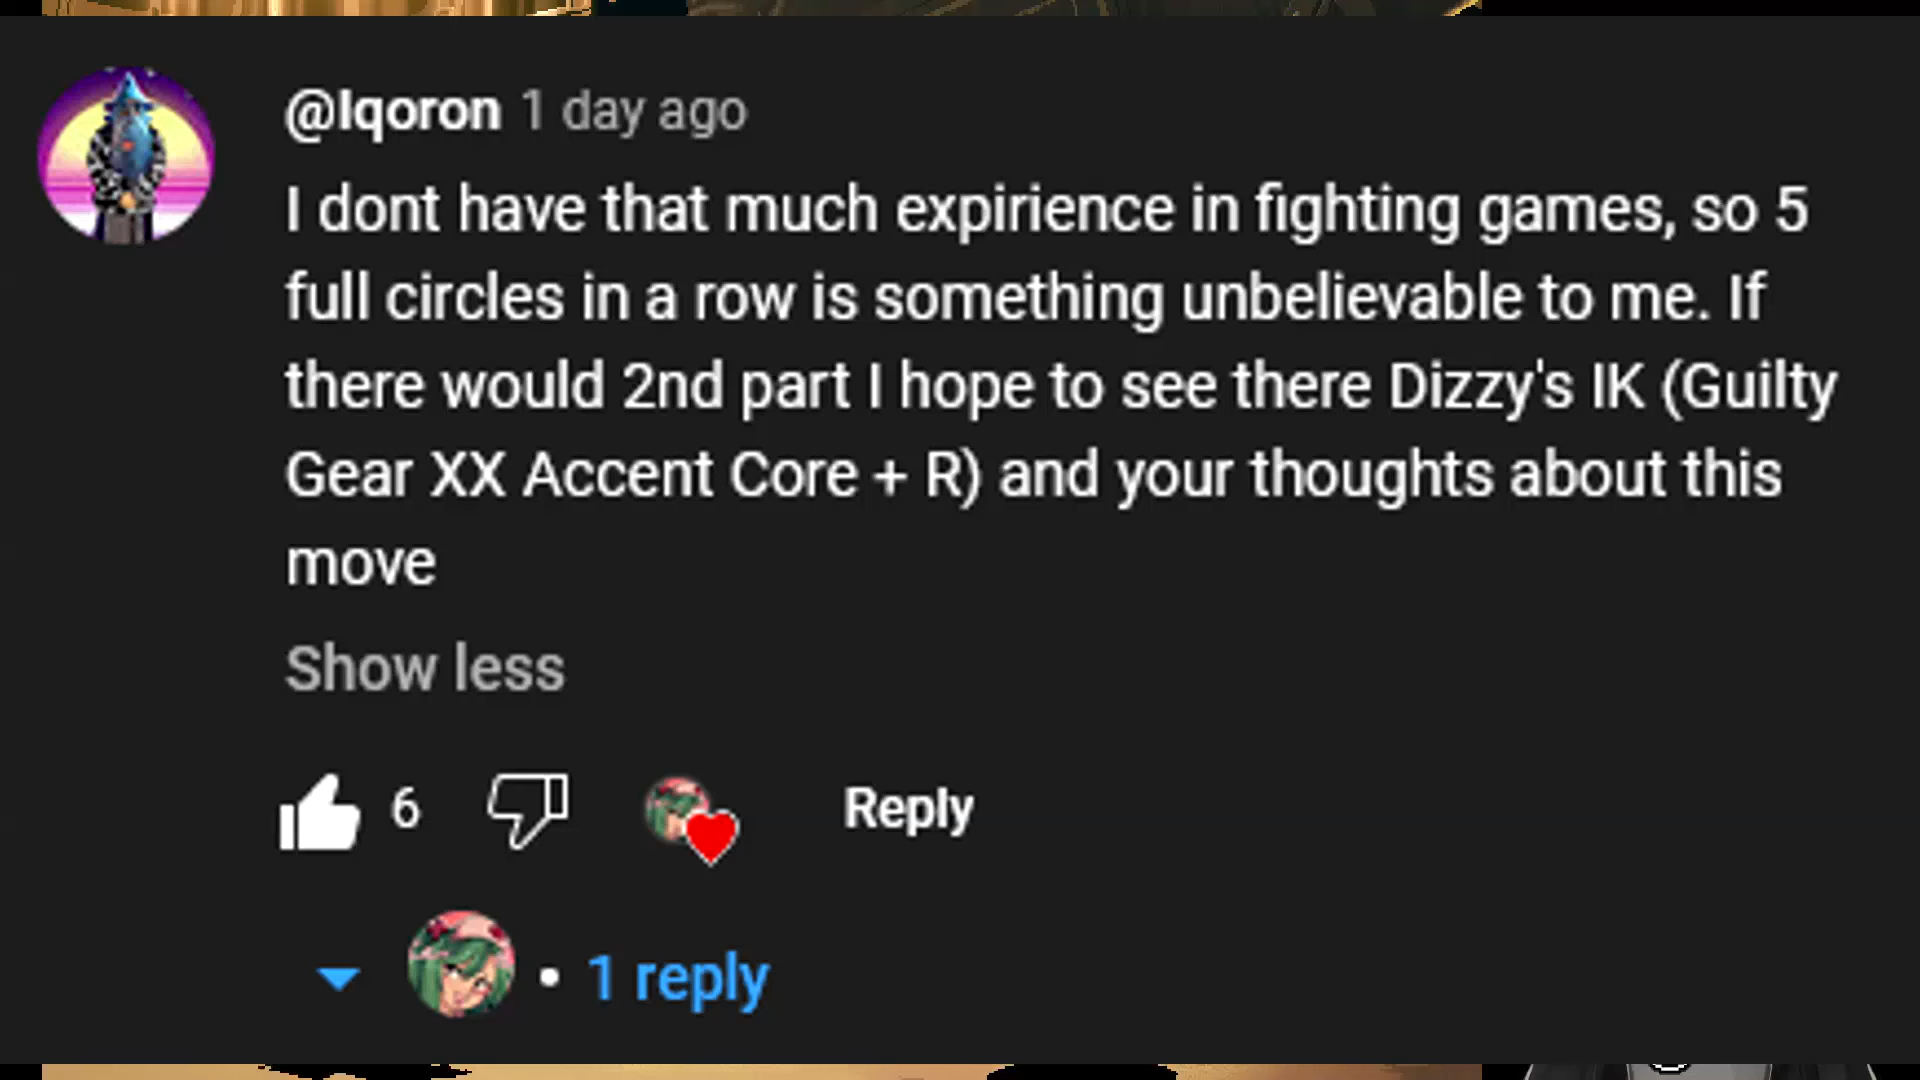 @Iqoron 1 day ago
I dont have that much expirience in fighting games, so 5
full circles in a row is something unbelievable to me. If
there would 2nd part I hope to see there Dizzy's IK (Guilty
Gear XX Accent Core + R) and your thoughts about this
move
Show less
6 Reply
• 1 reply